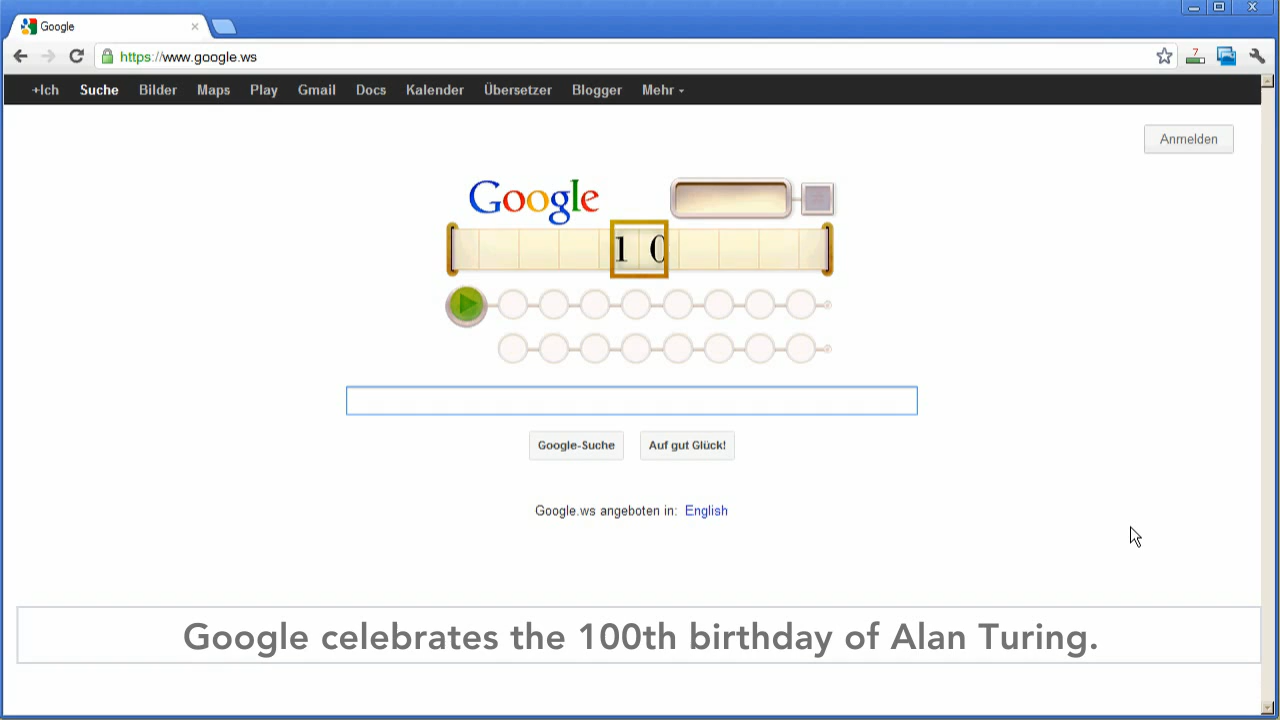 Google
https://www.google.ws
7
+Ich Suche Bilder Maps Play Gmail Docs Kalender Übersetzer Blogger Mehr
Anmelden
Google
1 0
Google-Suche Auf gut Glück!
Google.ws angeboten in: English
Google celebrates the 100th birthday of Alan Turing.